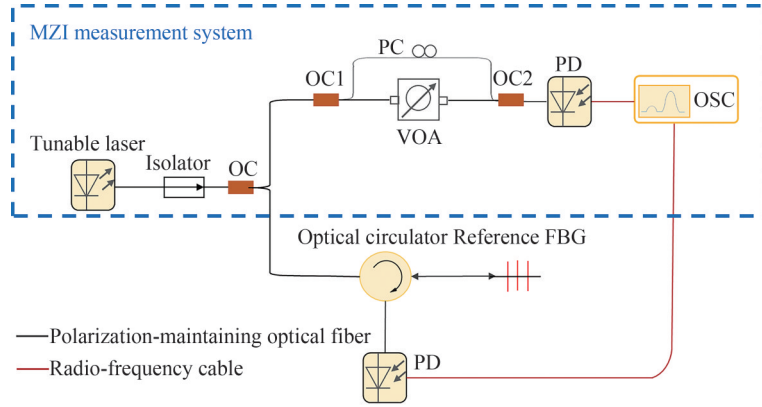 MZI measurement system
PC
OC1
OC2
PD
VOA
OSC
Tunable laser
Isolator
OC
Optical circulator Reference FBG
Polarization-maintaining optical fiber
Radio-frequency cable
PD